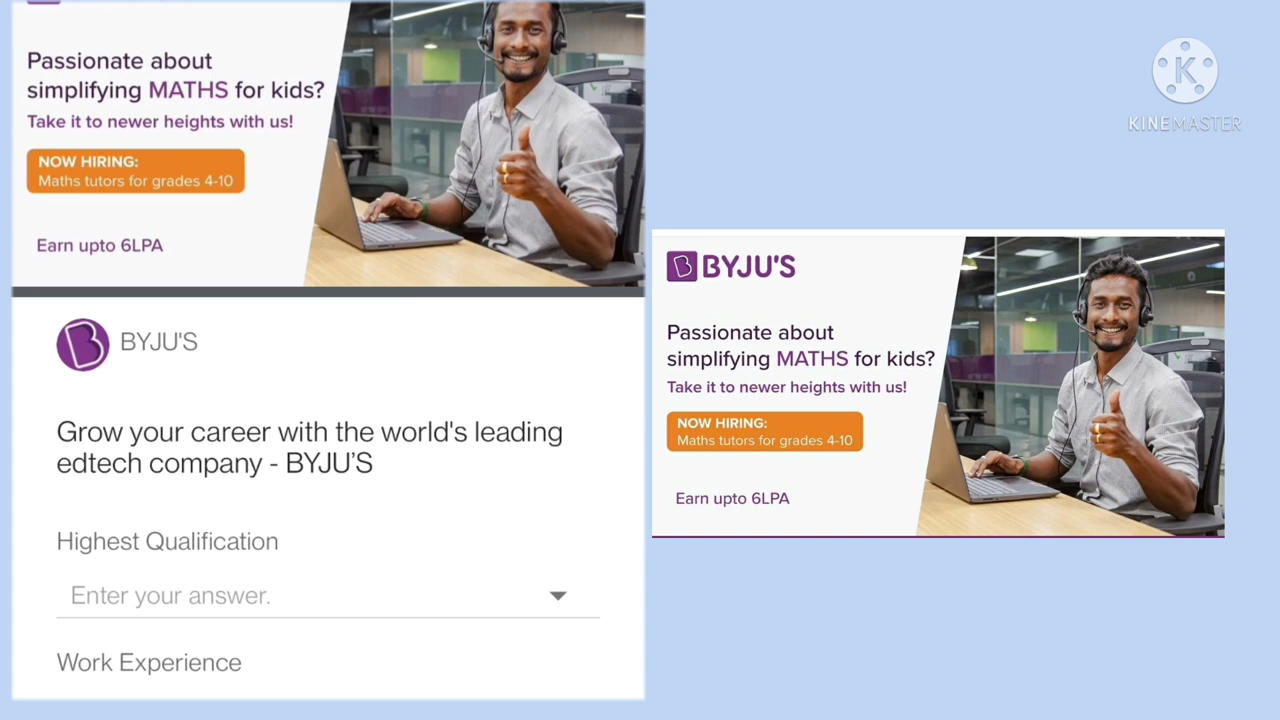 Passionate about
simplifying MATHS for kids?
Take it to newer heights with us!
NOW HIRING:
Maths tutors for grades 4-10
Earn upto 6LPA
BYJU'S
Grow your career with the world's leading
edtech company - BYJU’S
Highest Qualification
Enter your answer.
Work Experience
KINEMASTER
BYJU'S
Passionate about
simplifying MATHS for kids?
Take it to newer heights with us!
NOW HIRING:
Maths tutors for grades 4-10
Earn upto 6LPA